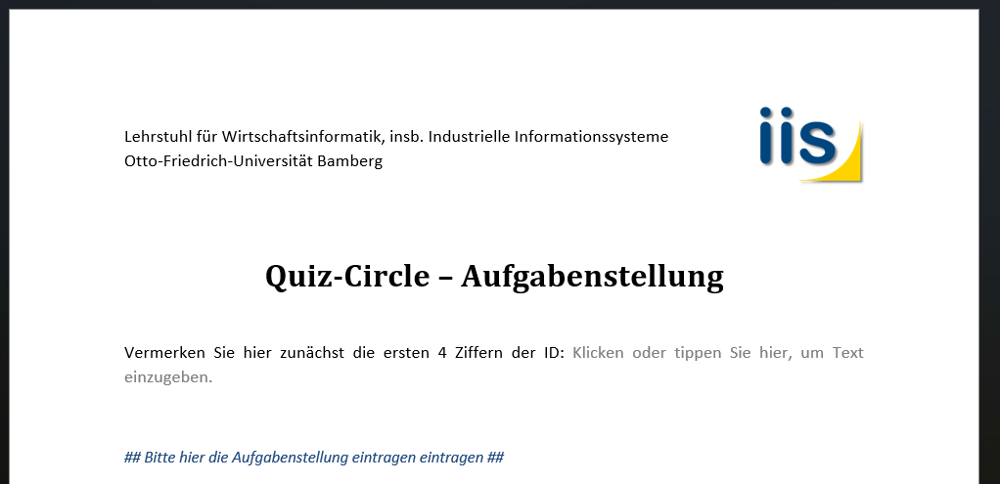 Lehrstuhl für Wirtschaftsinformatik, insb. Industrielle Informationssysteme
Otto-Friedrich-Universität Bamberg
iis
Quiz-Circle – Aufgabenstellung
Vermerken Sie hier zunächst die ersten 4 Ziffern der ID: Klicken oder tippen Sie hier, um Text
einzugeben.
## Bitte hier die Aufgabenstellung eintragen eintragen ##